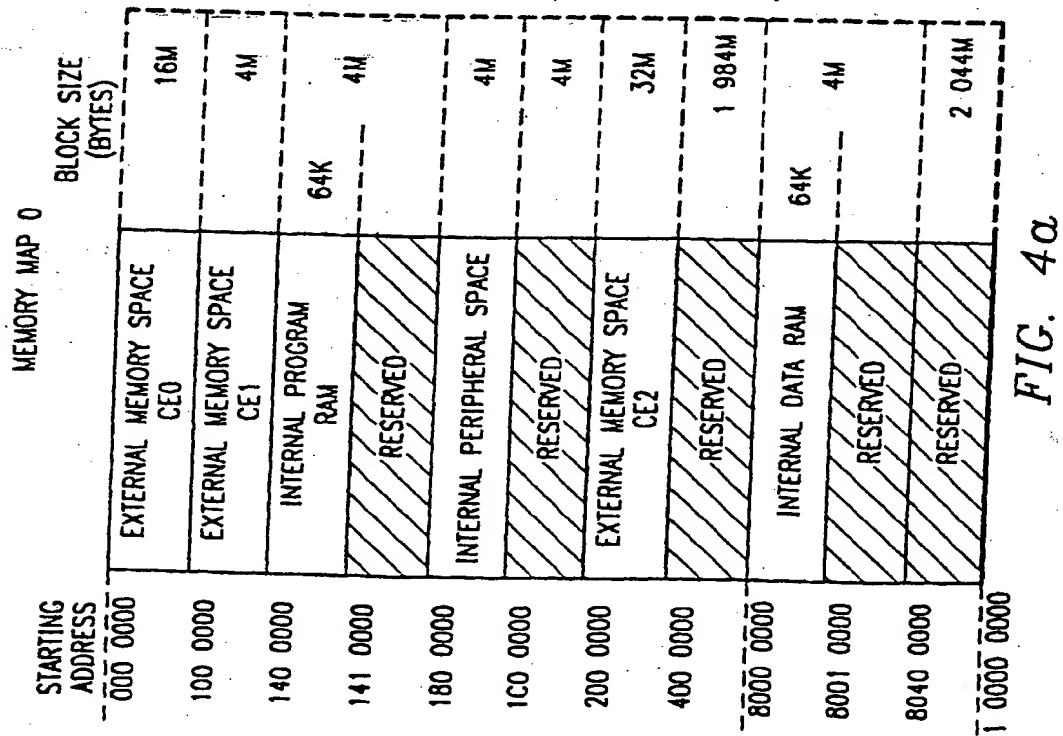 MEMORY MAP 0
STARTING
ADDRESS
BLOCK SIZE
(BYTES)
000 0000
EXTERNAL MEMORY SPACE
CE0
16M
100 0000
EXTERNAL MEMORY SPACE
CE1
4M
140 0000
INTERNAL PROGRAM
RAM
64K
4M
141 0000
RESERVED
180 0000
INTERNAL PERIPHERAL SPACE
4M
1C0 0000
RESERVED
4M
200 0000
EXTERNAL MEMORY SPACE
CE2
32M
400 0000
RESERVED
1 984M
8000 0000
INTERNAL DATA RAM
64K
4M
8001 0000
RESERVED
8040 0000
RESERVED
2 044M
1 0000 0000
FIG. 4a